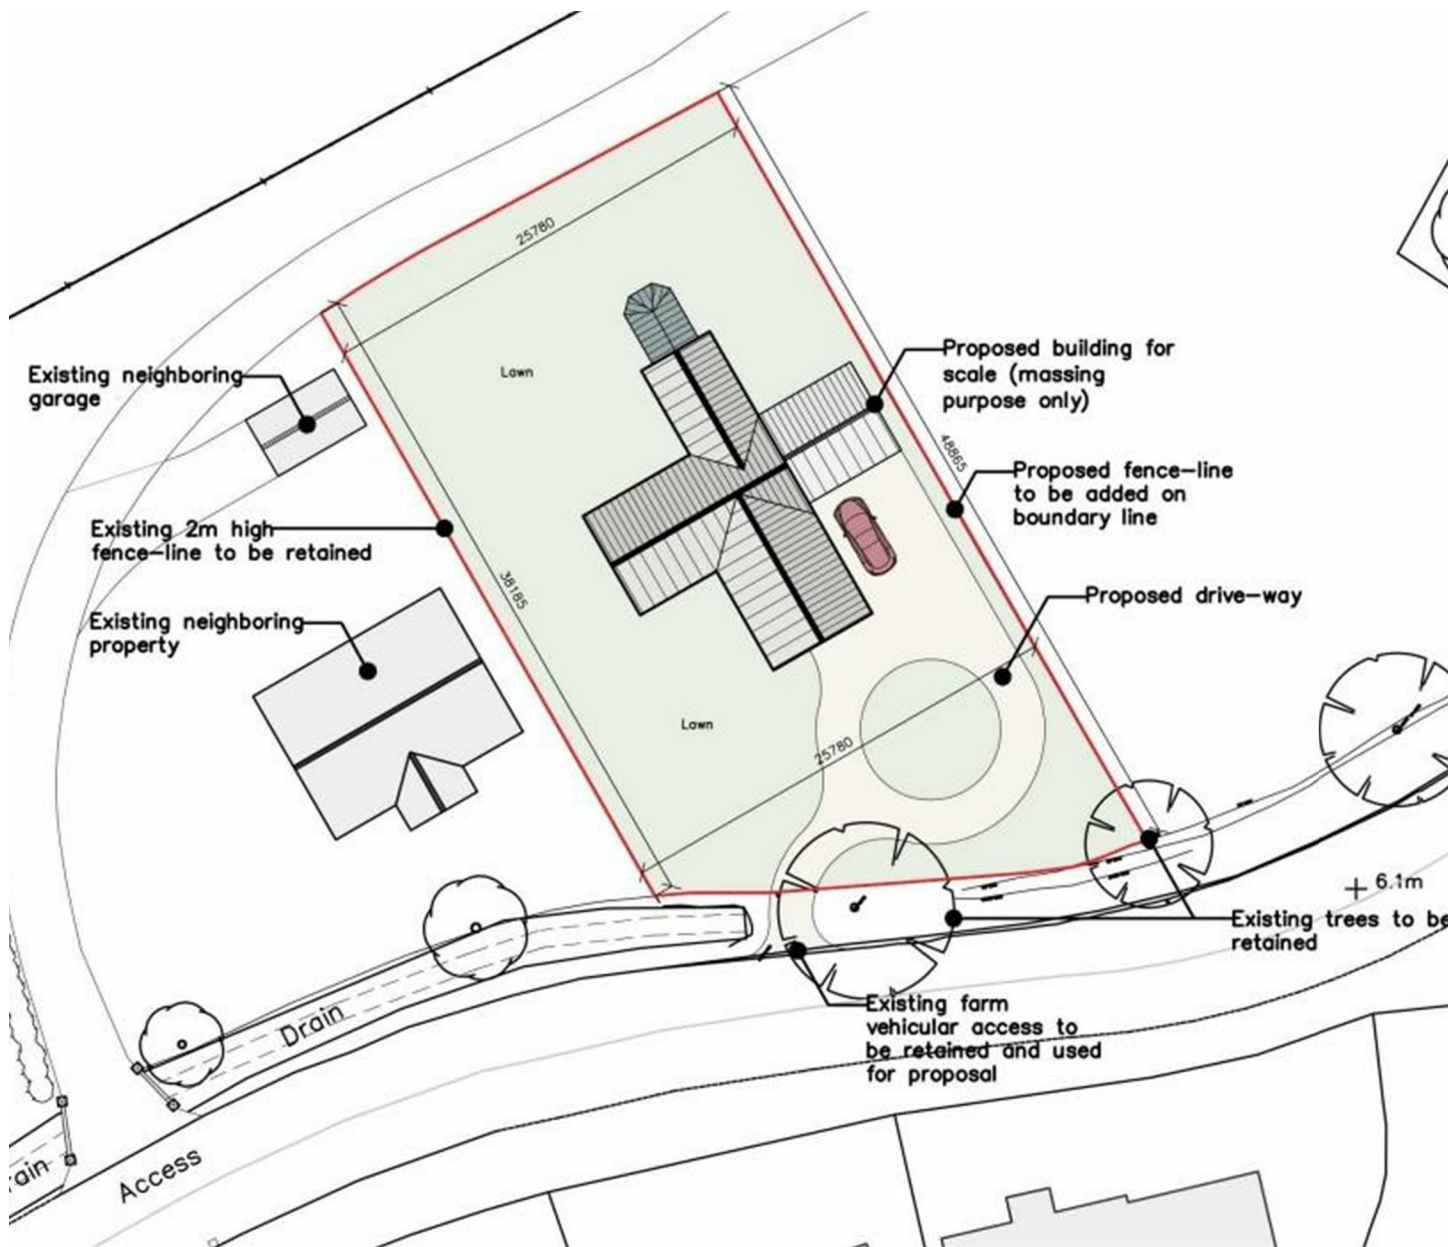 25780
Lawn
Existing neighboring
garage
Proposed building for
scale (massing
purpose only)
48865
Proposed fence-line
to be added on
boundary line
Existing 2m high
fence-line to be retained
38185
Proposed drive-way
Existing neighboring
property
Lawn
25780
6.1m
Existing trees to be
retained
Existing farm
vehicular access to
be retained and used
for proposal
Drain
Access
rain